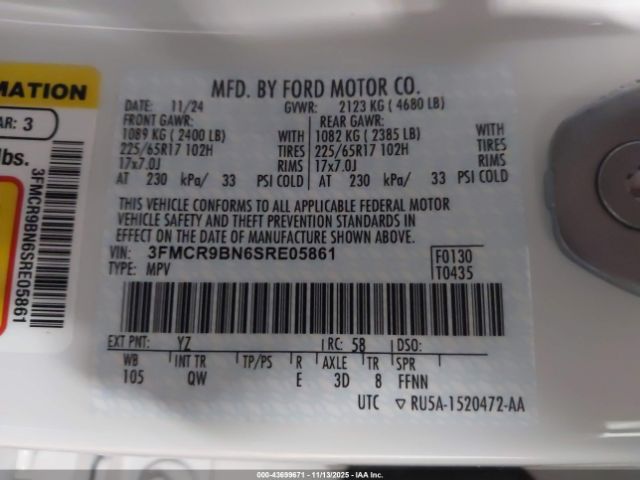 MFD. BY FORD MOTOR CO.
DATE: 11/24 GVWR: 2123 KG ( 4680 LB)
FRONT GAWR: REAR GAWR:
1089 KG ( 2400 LB) WITH 1082 KG ( 2385 LB) WITH
225/65R17 102H TIRES 225/65R17 102H TIRES
17x7.0J RIMS 17x7.0J RIMS
AT 230 kPa/ 33 PSI COLD AT 230 kPa/ 33 PSI COLD
THIS VEHICLE CONFORMS TO ALL APPLICABLE FEDERAL MOTOR
VEHICLE SAFETY AND THEFT PREVENTION STANDARDS IN
EFFECT ON THE DATE OF MANUFACTURE SHOWN ABOVE.
VIN: 3FMCR9BN6SRE05861 F0130
TYPE: MPV T0435
EXT PNT: YZ RC: 58 DSO:
WB INT TR TP/PS R AXLE TR SPR
105 QW E 3D 8 FFNN
UTC ▽ RU5A-1520472-AA
MATION
AR: 3
lbs.
3FMCR9BN6SRE05861
000-43699671 - 11/13/2025 - IAA Inc.